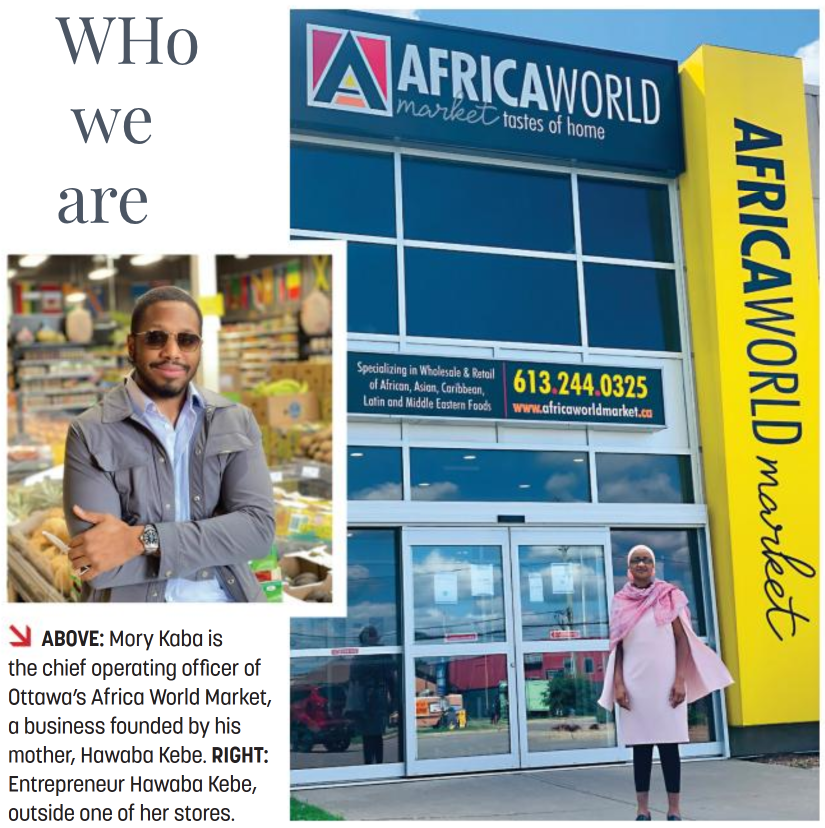 WHo
we
are
AFRICAWORLD
market tastes of home
AFRICAWORLD market
Specializing in Wholesale & Retail
of African, Asian, Caribbean,
Latin and Middle Eastern Foods
613.244.0325
www.africaworldmarket.ca
ABOVE: Mory Kaba is
the chief operating officer of
Ottawa’s Africa World Market,
a business founded by his
mother, Hawaba Kebe. RIGHT:
Entrepreneur Hawaba Kebe,
outside one of her stores.